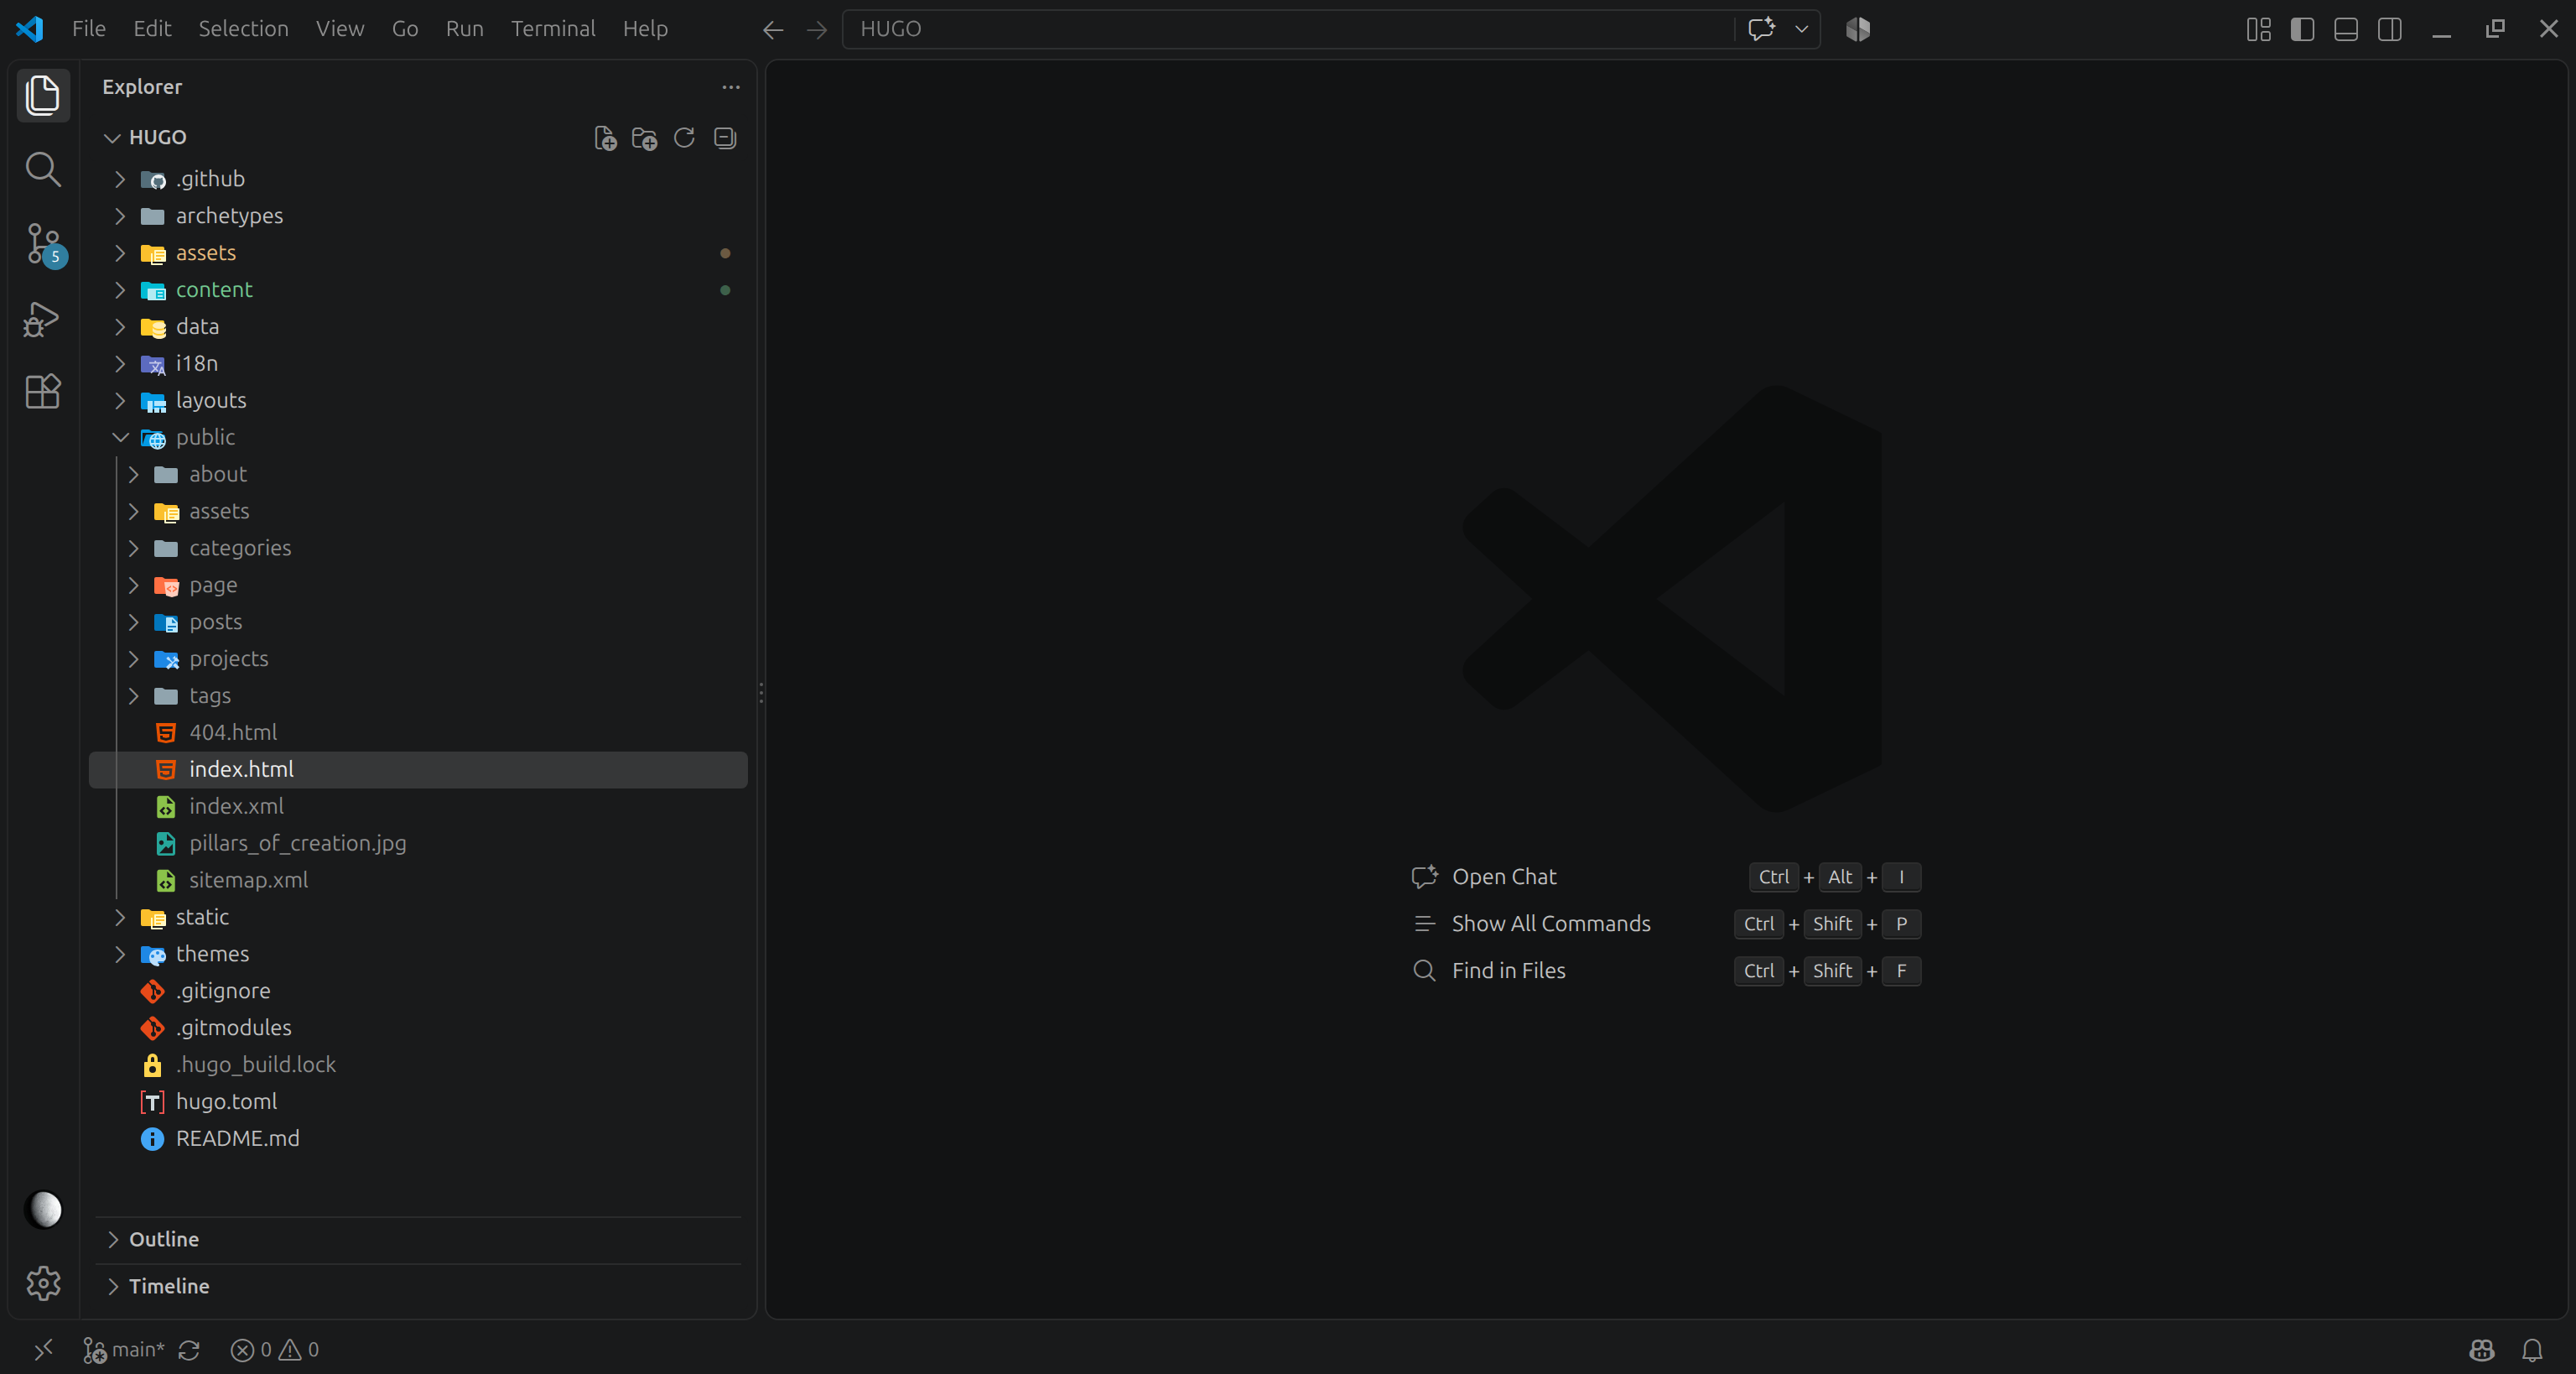 File Edit Selection View Go Run Terminal Help HUGO
Explorer
HUGO
.github
archetypes
assets
content
data
i18n
layouts
public
about
assets
categories
page
posts
projects
tags
404.html
index.html
index.xml
pillars_of_creation.jpg
sitemap.xml
static
themes
.gitignore
.gitmodules
.hugo_build.lock
hugo.toml
README.md
Outline
Timeline
5
Open Chat Ctrl + Alt + I
Show All Commands Ctrl + Shift + P
Find in Files Ctrl + Shift + F
main* 0 0